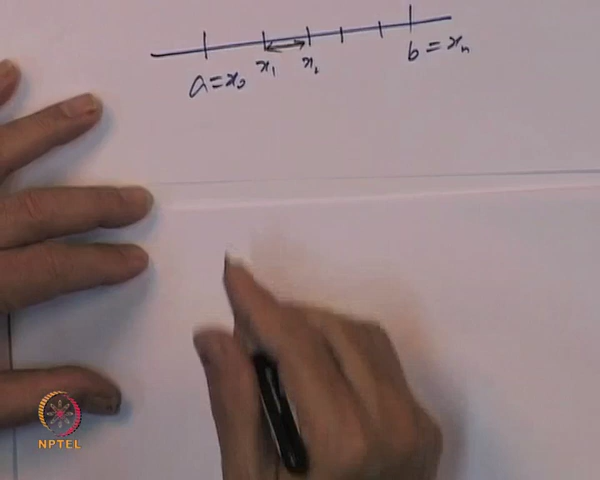 a = x₀ x₁ x₂ b = xₙ
NPTEL